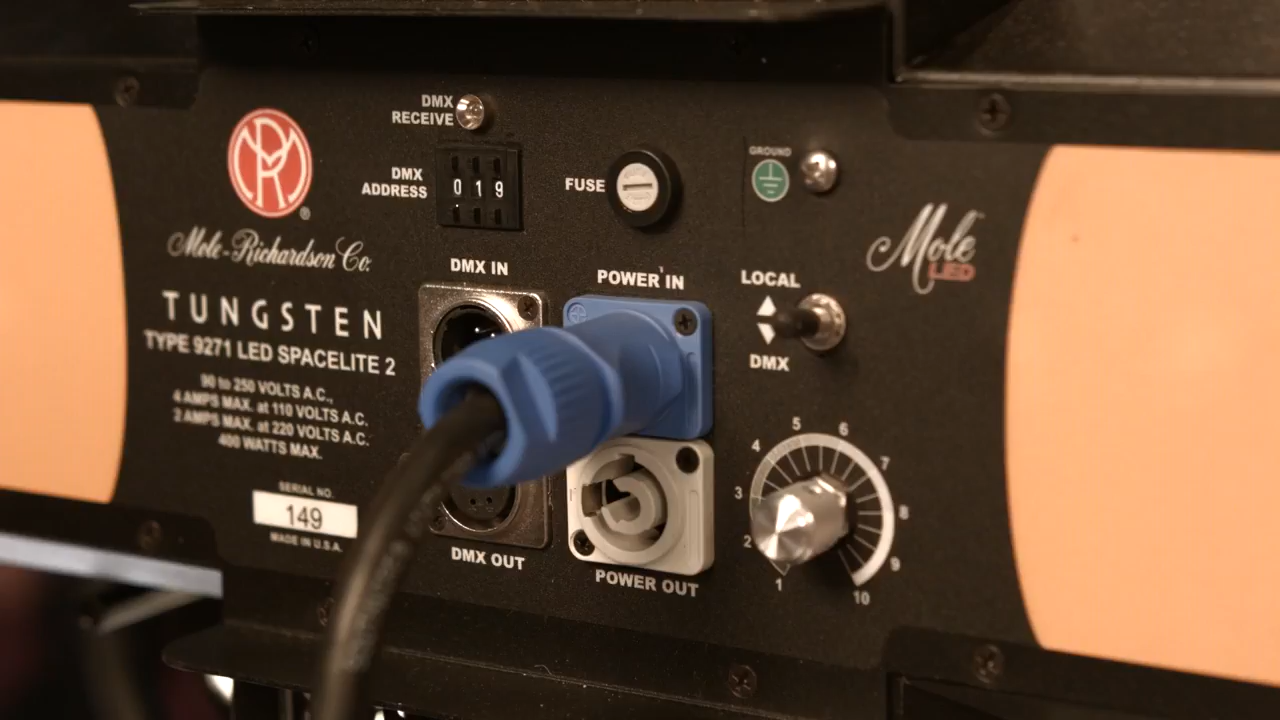 DMX
RECEIVE
DMX
ADDRESS
0 1 9
FUSE
GROUND
®
Mole-Richardson Co.
TUNGSTEN
TYPE 9271 LED SPACELITE 2
90 to 250 VOLTS A.C.,
4 AMPS MAX. at 110 VOLTS A.C.
2 AMPS MAX. at 220 VOLTS A.C.
400 WATTS MAX.
SERIAL NO.
149
MADE IN U.S.A.
DMX IN
POWER IN
DMX OUT
POWER OUT
LOCAL
DMX
Mole
LED
1
2
3
4
5
6
7
8
9
10